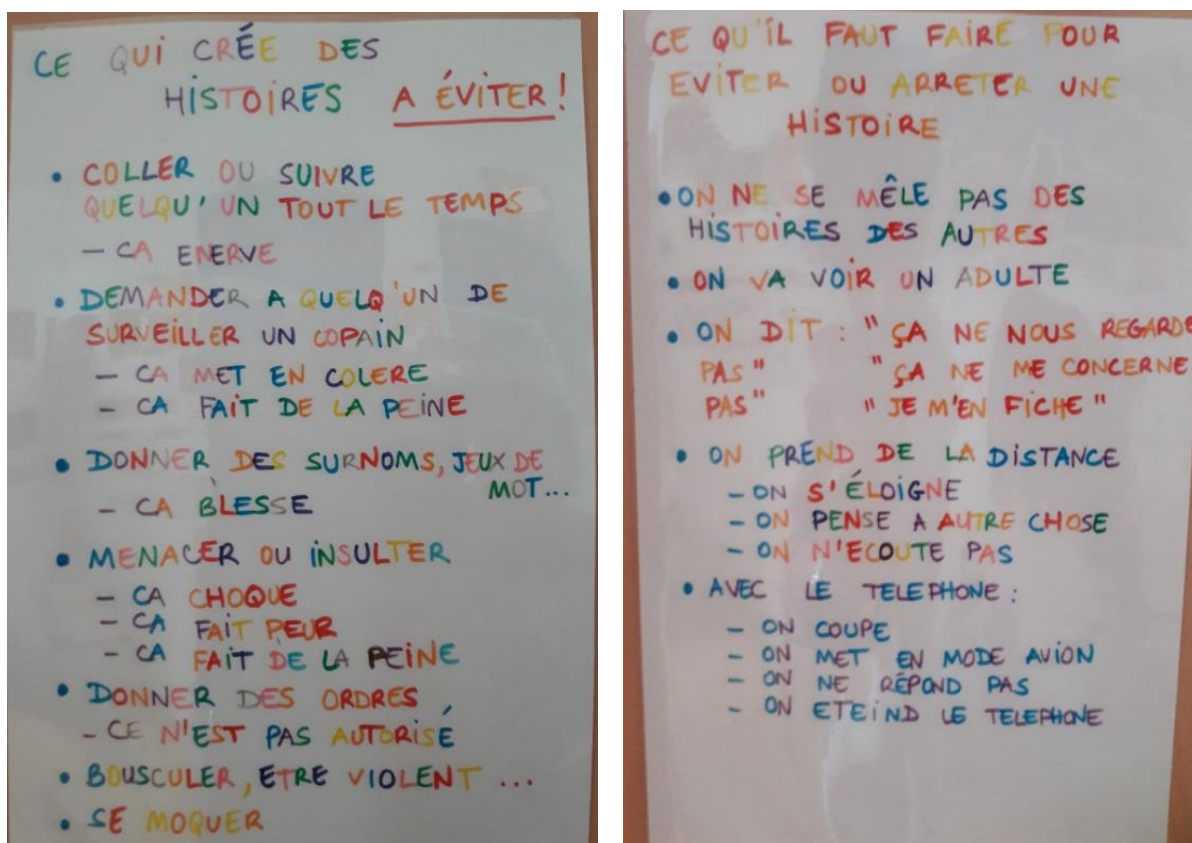 CE QUI CRÉE DES
HISTOIRES A ÉVITER !
• COLLER OU SUIVRE
QUELQU'UN TOUT LE TEMPS
- CA ENERVE
• DEMANDER A QUELQ'UN DE
SURVEILLER UN COPAIN
- CA MET EN COLERE
- CA FAIT DE LA PEINE
• DONNER DES SURNOMS, JEUX DE
MOT...
- CA BLESSE
• MENACER OU INSULTER
- CA CHOQUE
- CA FAIT PEUR
- CA FAIT DE LA PEINE
• DONNER DES ORDRES
- CE N'EST PAS AUTORISÉ
• BOUSCULER, ETRE VIOLENT ...
• SE MOQUER
CE QU'IL FAUT FAIRE POUR
EVITER OU ARRETER UNE
HISTOIRE
• ON NE SE MÊLE PAS DES
HISTOIRES DES AUTRES
• ON VA VOIR UN ADULTE
• ON DIT : " ÇA NE NOUS REGARDE
PAS " " ÇA NE ME CONCERNE
PAS " " JE M'EN FICHE "
• ON PREND DE LA DISTANCE
- ON S'ÉLOIGNE
- ON PENSE A AUTRE CHOSE
- ON N'ECOUTE PAS
• AVEC LE TELEPHONE :
- ON COUPE
- ON MET EN MODE AVION
- ON NE RÉPOND PAS
- ON ETEIND LE TELEPHONE